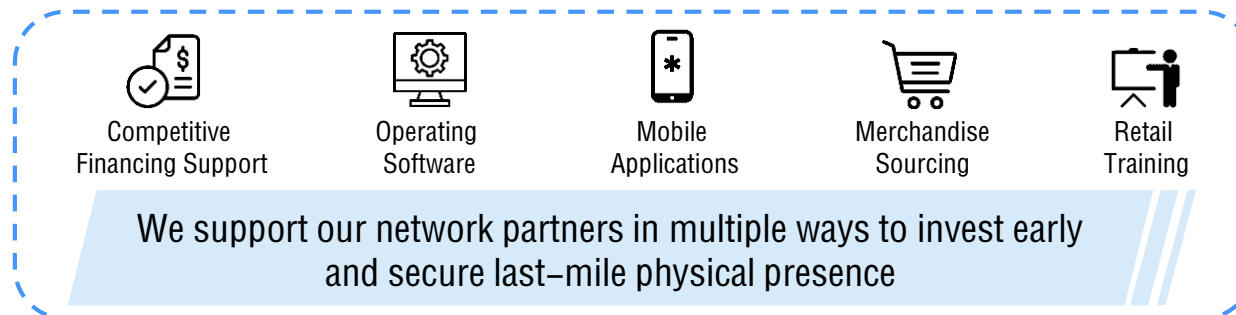 $
Competitive
Financing Support
Operating
Software
Mobile
Applications
Merchandise
Sourcing
Retail
Training
We support our network partners in multiple ways to invest early
and secure last–mile physical presence